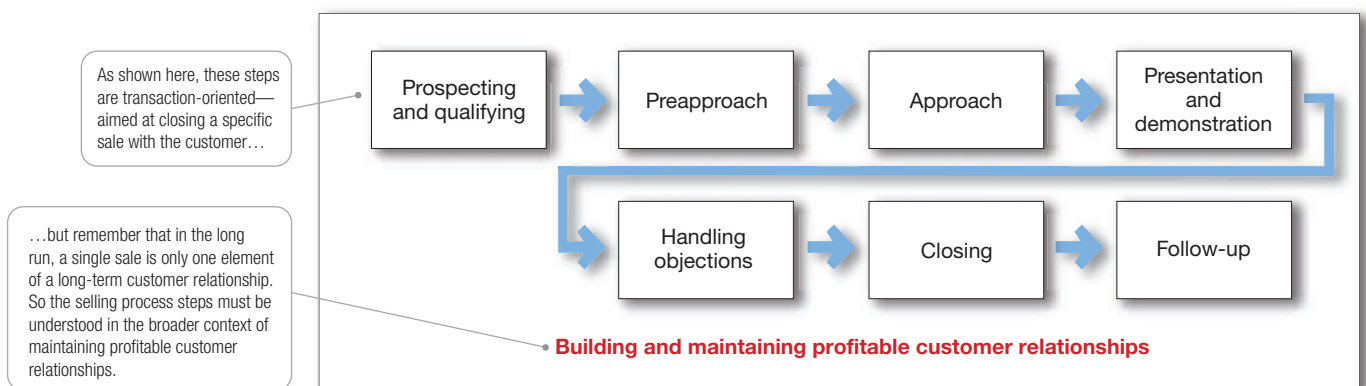 As shown here, these steps
are transaction-oriented—
aimed at closing a specific
sale with the customer…
Prospecting
and qualifying
Preapproach
Approach
Presentation
and
demonstration
…but remember that in the long
run, a single sale is only one element
of a long-term customer relationship.
So the selling process steps must be
understood in the broader context of
maintaining profitable customer
relationships.
Handling
objections
Closing
Follow-up
Building and maintaining profitable customer relationships